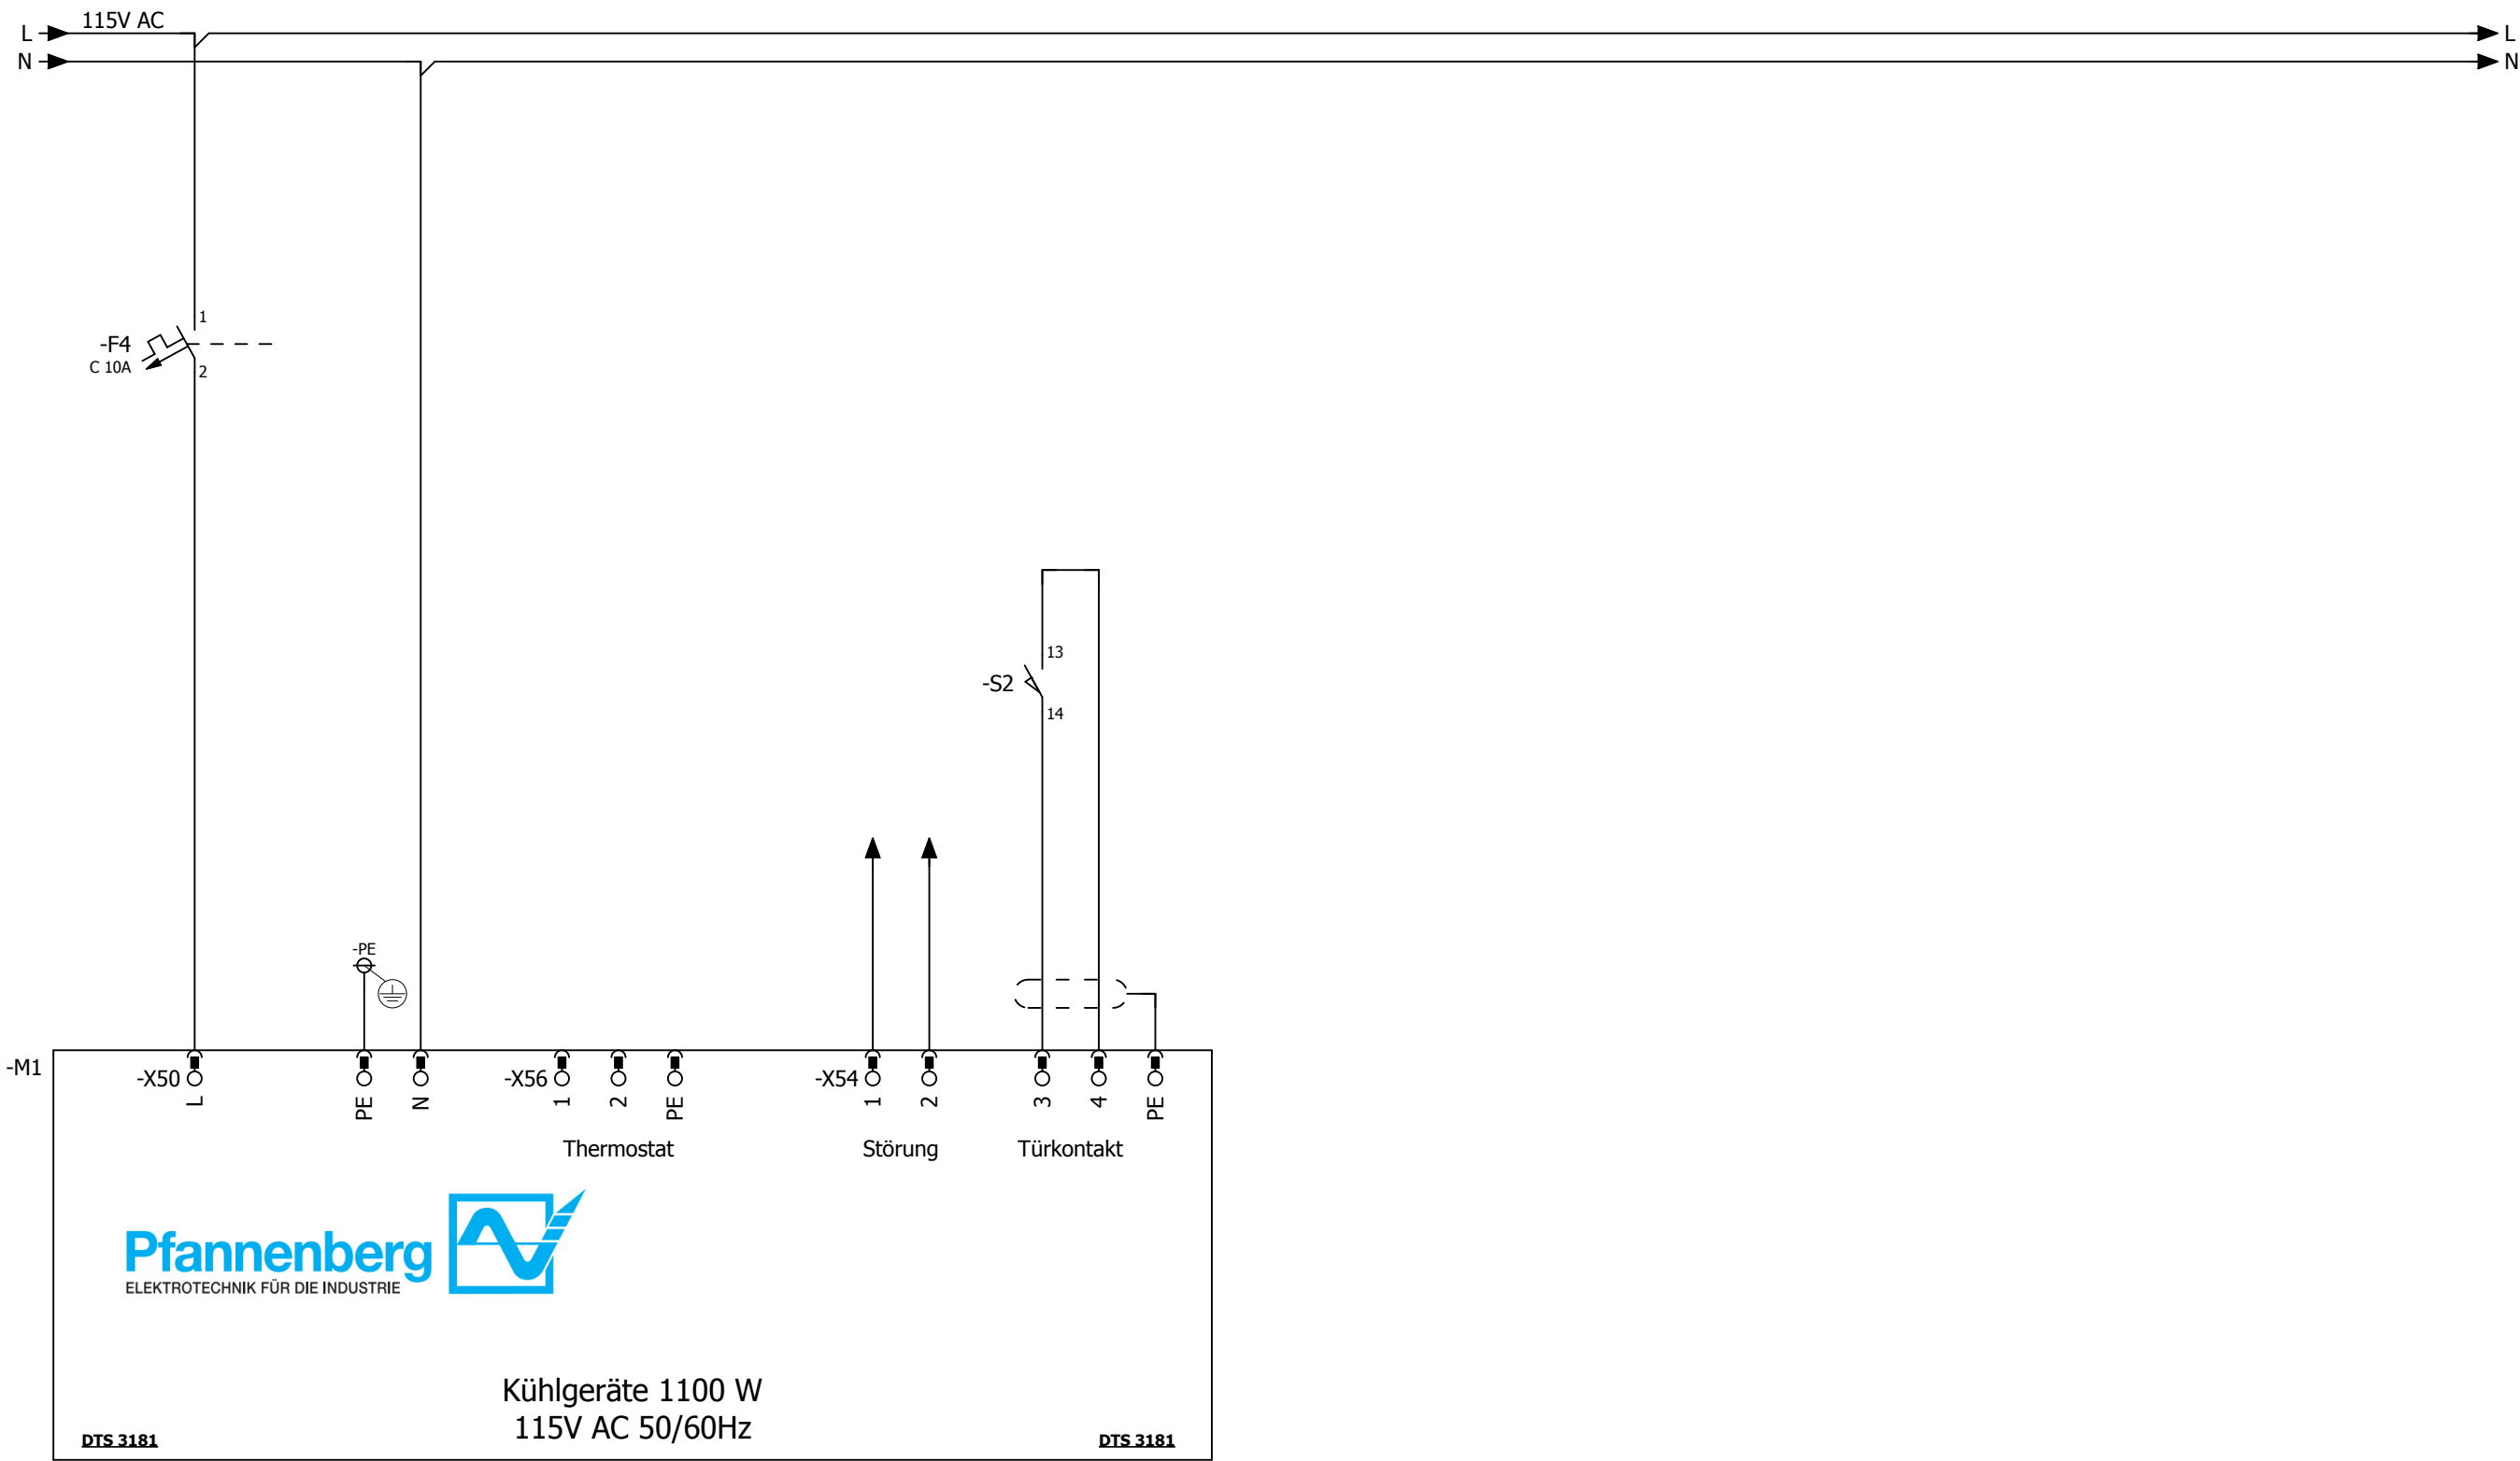 115V AC
L
L
N
N
1
-F4
C 10A
2
13
-S2
14
-PE
-M1
-X50
-X56
-X54
L
PE
N
1
2
PE
1
2
3
4
PE
Thermostat
Störung
Türkontakt
Pfannenberg
ELEKTROTECHNIK FÜR DIE INDUSTRIE
Kühlgeräte 1100 W
115V AC 50/60Hz
DTS 3181
DTS 3181